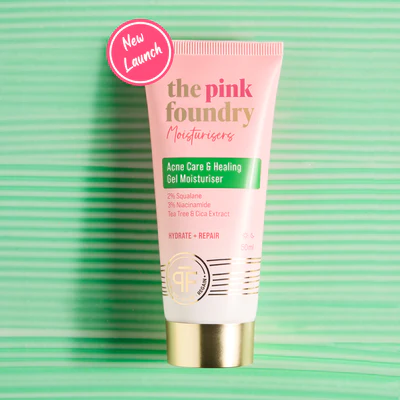 New
Launch
the pink
foundry
Moisturisers
Acne Care & Healing
Gel Moisturiser
2% Squalane
3% Niacinamide
Tea Tree & Cica Extract
HYDRATE + REPAIR
REGAIN